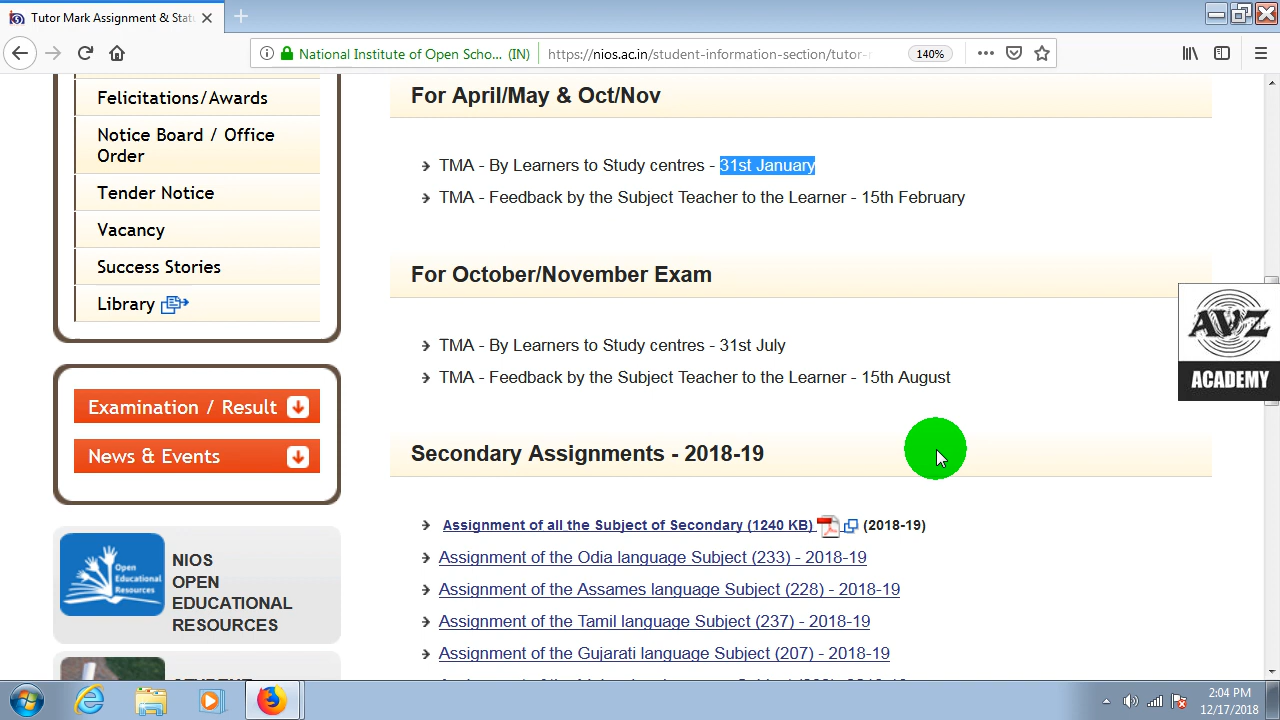 Tutor Mark Assignment & Statu
National Institute of Open Scho... (IN)
https://nios.ac.in/student-information-section/tutor-
140%
Felicitations/Awards
Notice Board / Office
Order
Tender Notice
Vacancy
Success Stories
Library
Examination / Result
News & Events
Open
Educational
Resources
NIOS
OPEN
EDUCATIONAL
RESOURCES
For April/May & Oct/Nov
TMA - By Learners to Study centres - 31st January
TMA - Feedback by the Subject Teacher to the Learner - 15th February
For October/November Exam
TMA - By Learners to Study centres - 31st July
TMA - Feedback by the Subject Teacher to the Learner - 15th August
Secondary Assignments - 2018-19
Assignment of all the Subject of Secondary (1240 KB) (2018-19)
Assignment of the Odia language Subject (233) - 2018-19
Assignment of the Assames language Subject (228) - 2018-19
Assignment of the Tamil language Subject (237) - 2018-19
Assignment of the Gujarati language Subject (207) - 2018-19
AVZ
ACADEMY
2:04 PM
12/17/2018